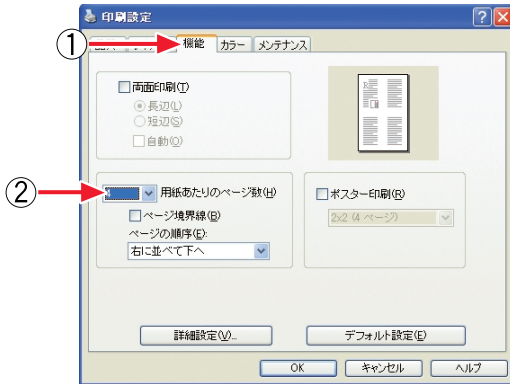 印刷設定
①
機能 カラー メンテナンス
両面印刷(T)
長辺(L)
短辺(S)
自動(O)
②
用紙あたりのページ数(H)
ページ境界線(B)
ページの順序(E):
右に並べて下へ
ポスター印刷(R)
2x2 (4 ページ)
詳細設定(V)...
デフォルト設定(E)
OK キャンセル ヘルプ